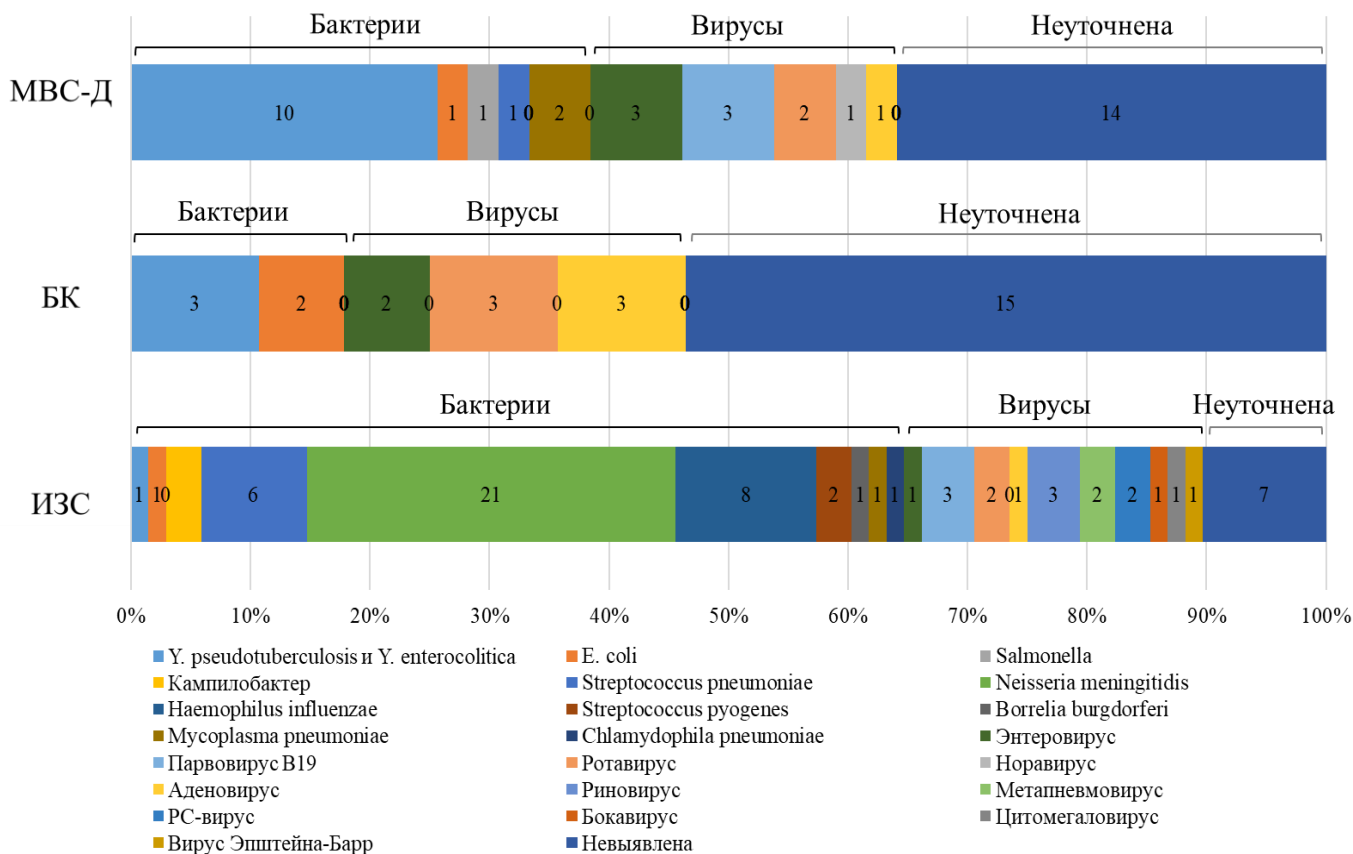 Бактерии Вирусы Неуточнена
МВС-Д
10 1 1 1 0 2 0 3 3 2 1 1 0 14
Бактерии Вирусы Неуточнена
БК
3 2 0 2 0 3 0 3 0 15
Бактерии Вирусы Неуточнена
ИЗС
1 1 0 6 21 8 2 1 1 1 1 3 2 0 1 3 2 2 1 1 1 7
0% 10% 20% 30% 40% 50% 60% 70% 80% 90% 100%
Y. pseudotuberculosis и Y. enterocolitica E. coli Salmonella
Кампилобактер Streptococcus pneumoniae Neisseria meningitidis
Haemophilus influenzae Streptococcus pyogenes Borrelia burgdorferi
Mycoplasma pneumoniae Chlamydophila pneumoniae Энтеровирус
Парвовирус В19 Ротавирус Норавирус
Аденовирус Риновирус Метапневмовирус
РС-вирус Бокавирус Цитомегаловирус
Вирус Эпштейна-Барр Невыявлена